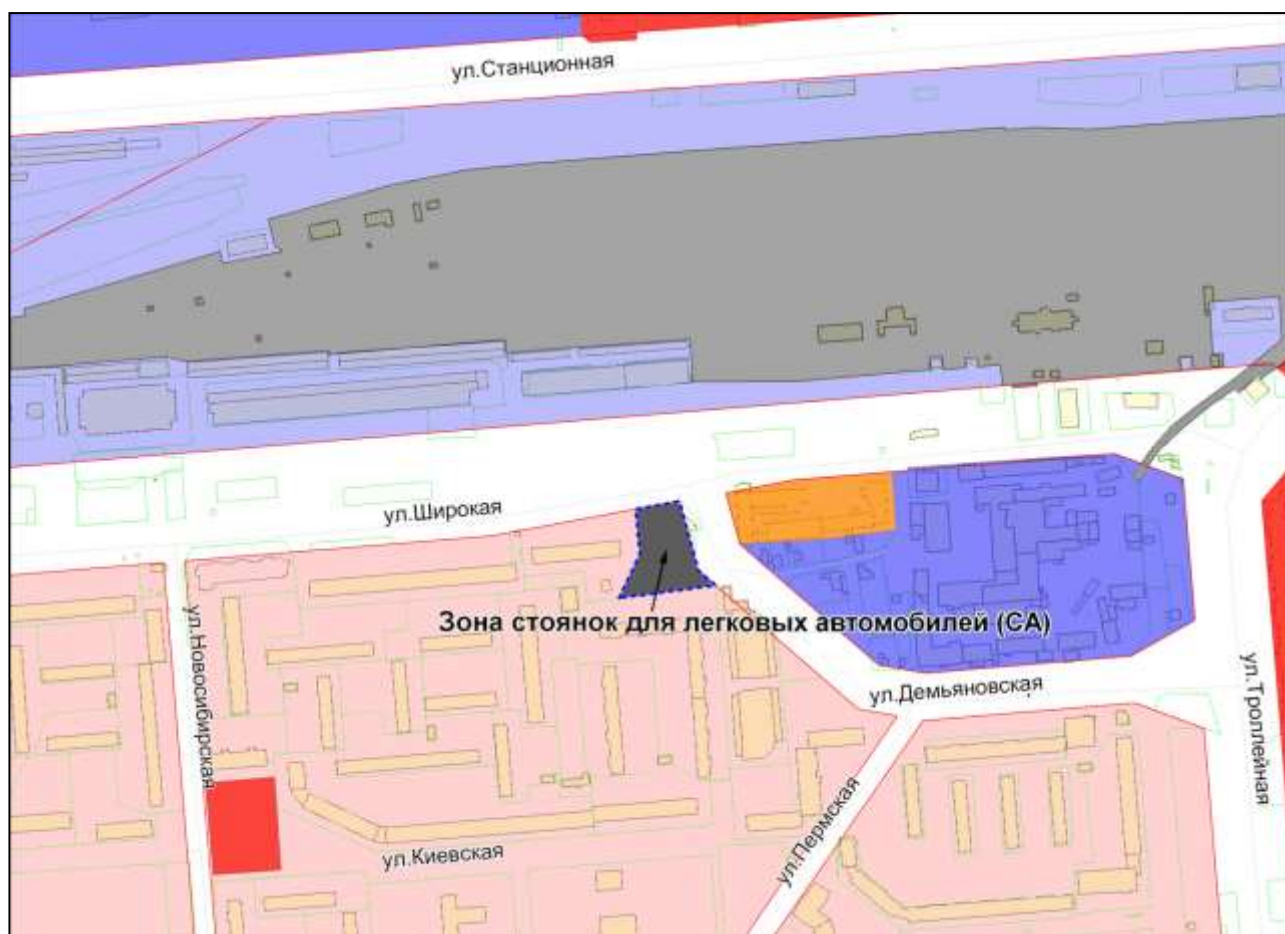 ул.Станционная
ул.Широкая
Зона стоянок для легковых автомобилей (СА)
ул.Новосибирская
ул.Демьяновская
ул.Троллейная
ул.Пермская
ул.Киевская